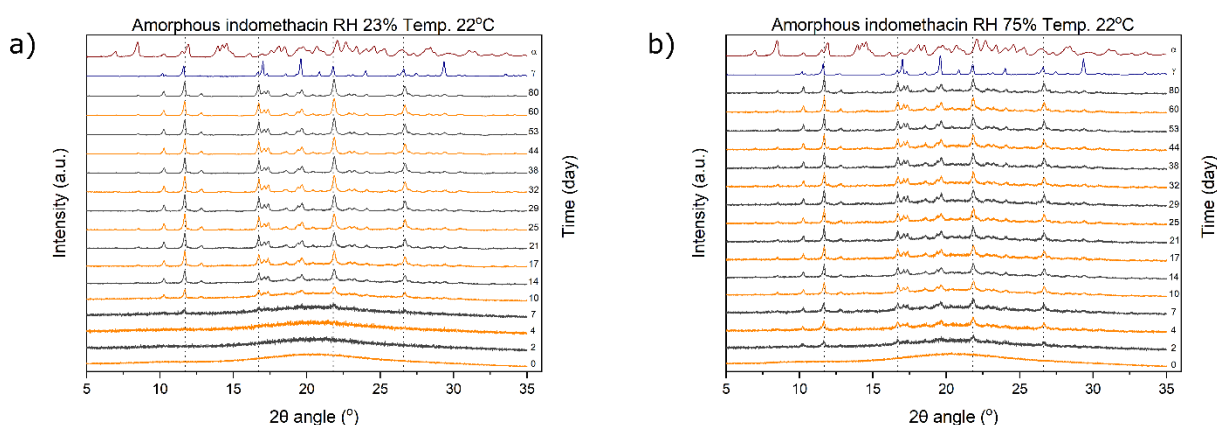 a)
Amorphous indomethacin RH 23% Temp. 22°C
Intensity (a.u.)
α
γ
80
60
53
44
38
32
29
25
21
17
14
10
7
4
2
0
Time (day)
5 10 15 20 25 30 35
2θ angle (°)
b)
Amorphous indomethacin RH 75% Temp. 22°C
Intensity (a.u.)
α
γ
80
60
53
44
38
32
29
25
21
17
14
10
7
4
2
0
Time (day)
5 10 15 20 25 30 35
2θ angle (°)